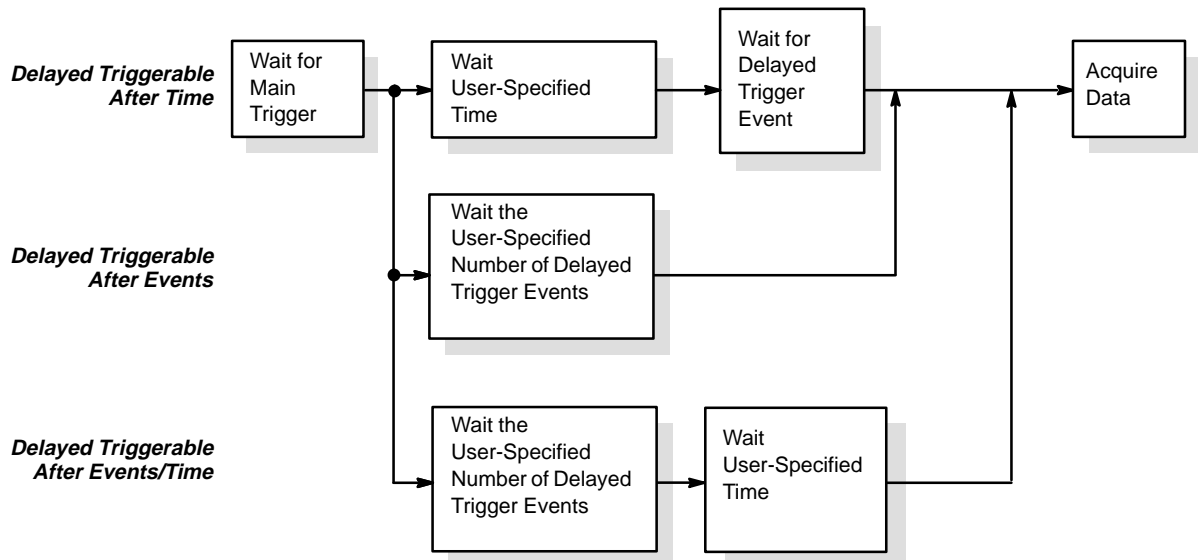 Delayed Triggerable
After Time
Wait for
Main
Trigger
Wait
User-Specified
Time
Wait for
Delayed
Trigger
Event
Acquire
Data
Delayed Triggerable
After Events
Wait the
User-Specified
Number of Delayed
Trigger Events
Delayed Triggerable
After Events/Time
Wait the
User-Specified
Number of Delayed
Trigger Events
Wait
User-Specified
Time